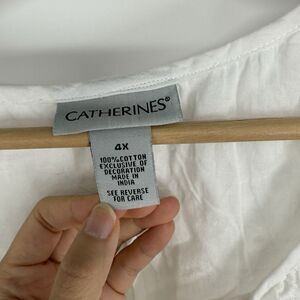 CATHERINES®
4X
100% COTTON
EXCLUSIVE OF
DECORATION
MADE IN
INDIA
SEE REVERSE
FOR CARE